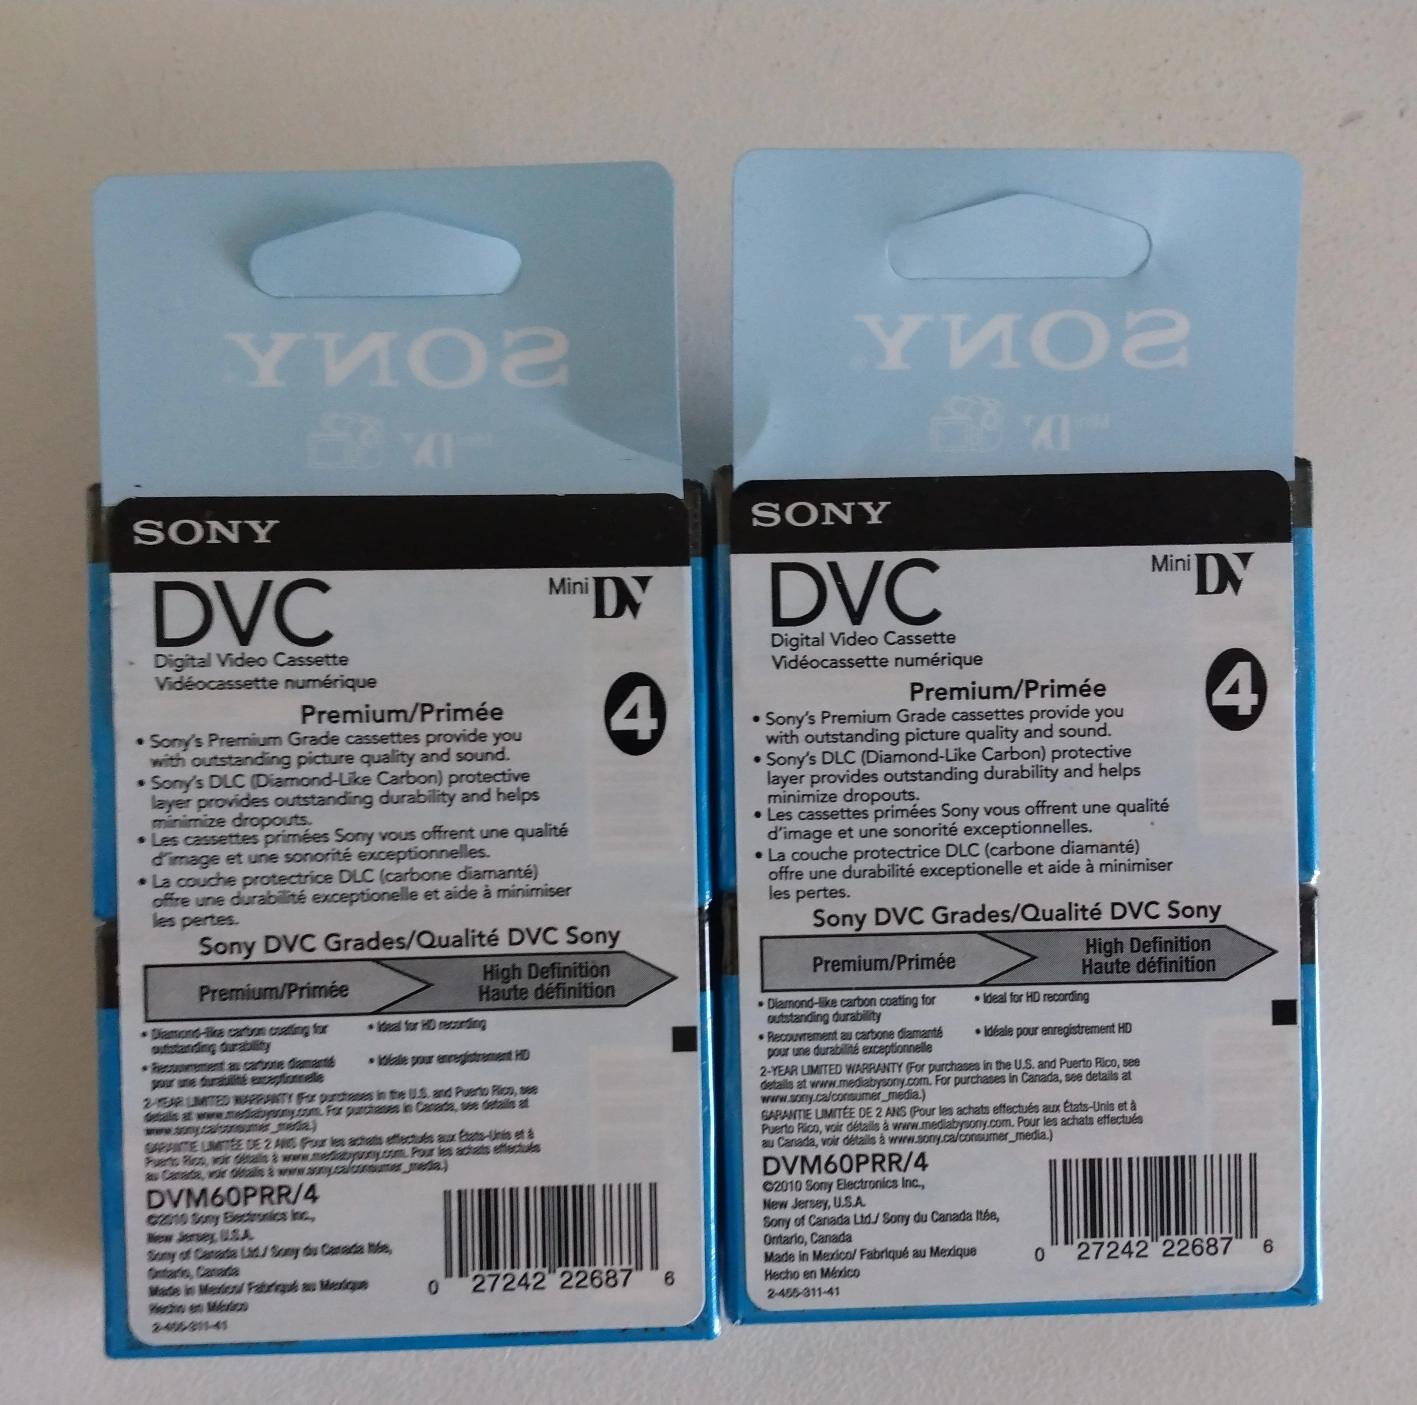 SONY
Mini DV
SONY
DVC
Mini DV
Digital Video Cassette
Vidéocassette numérique
4
Premium/Primée
• Sony's Premium Grade cassettes provide you
with outstanding picture quality and sound.
• Sony's DLC (Diamond-Like Carbon) protective
layer provides outstanding durability and helps
minimize dropouts.
• Les cassettes primées Sony vous offrent une qualité
d'image et une sonorité exceptionnelles.
• La couche protectrice DLC (carbone diamanté)
offre une durabilité exceptionelle et aide à minimiser
les pertes.
Sony DVC Grades/Qualité DVC Sony
Premium/Primée
High Definition
Haute définition
• Diamond-like carbon coating for
outstanding durability
• Recouvrement au carbone diamanté
pour une durabilité exceptionnelle
• Ideal for HD recording
• Idéale pour enregistrement HD
2-YEAR LIMITED WARRANTY (For purchases in the U.S. and Puerto Rico, see
details at www.mediabysony.com. For purchases in Canada, see details at
www.sony.ca/consumer_media.)
GARANTIE LIMITÉE DE 2 ANS (Pour les achats effectués aux États-Unis et à
Puerto Rico, voir détails à www.mediabysony.com. Pour les achats effectués
au Canada, voir détails à www.sony.ca/consumer_media.)
DVM60PRR/4
©2010 Sony Electronics Inc.,
New Jersey, U.S.A.
Sony of Canada Ltd./ Sony du Canada ltée,
Ontario, Canada
Made in Mexico/ Fabriqué au Mexique
Hecho en México
2-455-311-41
0 27242 22687 6
SONY
Mini DV
SONY
DVC
Mini DV
Digital Video Cassette
Vidéocassette numérique
4
Premium/Primée
• Sony's Premium Grade cassettes provide you
with outstanding picture quality and sound.
• Sony's DLC (Diamond-Like Carbon) protective
layer provides outstanding durability and helps
minimize dropouts.
• Les cassettes primées Sony vous offrent une qualité
d'image et une sonorité exceptionnelles.
• La couche protectrice DLC (carbone diamanté)
offre une durabilité exceptionelle et aide à minimiser
les pertes.
Sony DVC Grades/Qualité DVC Sony
Premium/Primée
High Definition
Haute définition
• Diamond-like carbon coating for
outstanding durability
• Recouvrement au carbone diamanté
pour une durabilité exceptionnelle
• Ideal for HD recording
• Idéale pour enregistrement HD
2-YEAR LIMITED WARRANTY (For purchases in the U.S. and Puerto Rico, see
details at www.mediabysony.com. For purchases in Canada, see details at
www.sony.ca/consumer_media.)
GARANTIE LIMITÉE DE 2 ANS (Pour les achats effectués aux États-Unis et à
Puerto Rico, voir détails à www.mediabysony.com. Pour les achats effectués
au Canada, voir détails à www.sony.ca/consumer_media.)
DVM60PRR/4
©2010 Sony Electronics Inc.,
New Jersey, U.S.A.
Sony of Canada Ltd./ Sony du Canada ltée,
Ontario, Canada
Made in Mexico/ Fabriqué au Mexique
Hecho en México
2-455-311-41
0 27242 22687 6